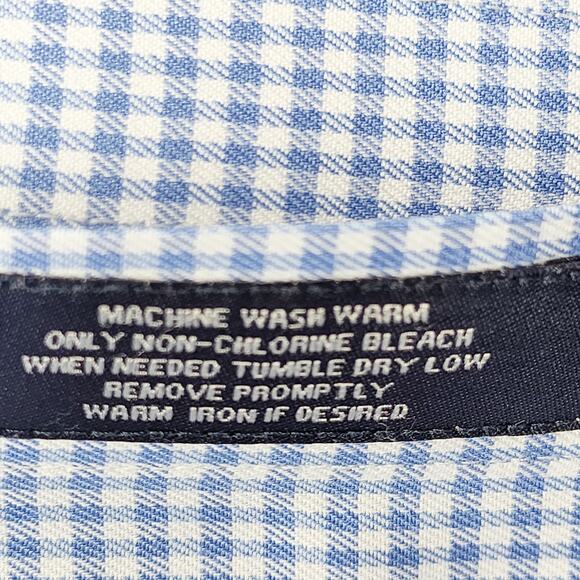 MACHINE WASH WARM
ONLY NON-CHLORINE BLEACH
WHEN NEEDED TUMBLE DRY LOW
REMOVE PROMPTLY
WARM IRON IF DESIRED